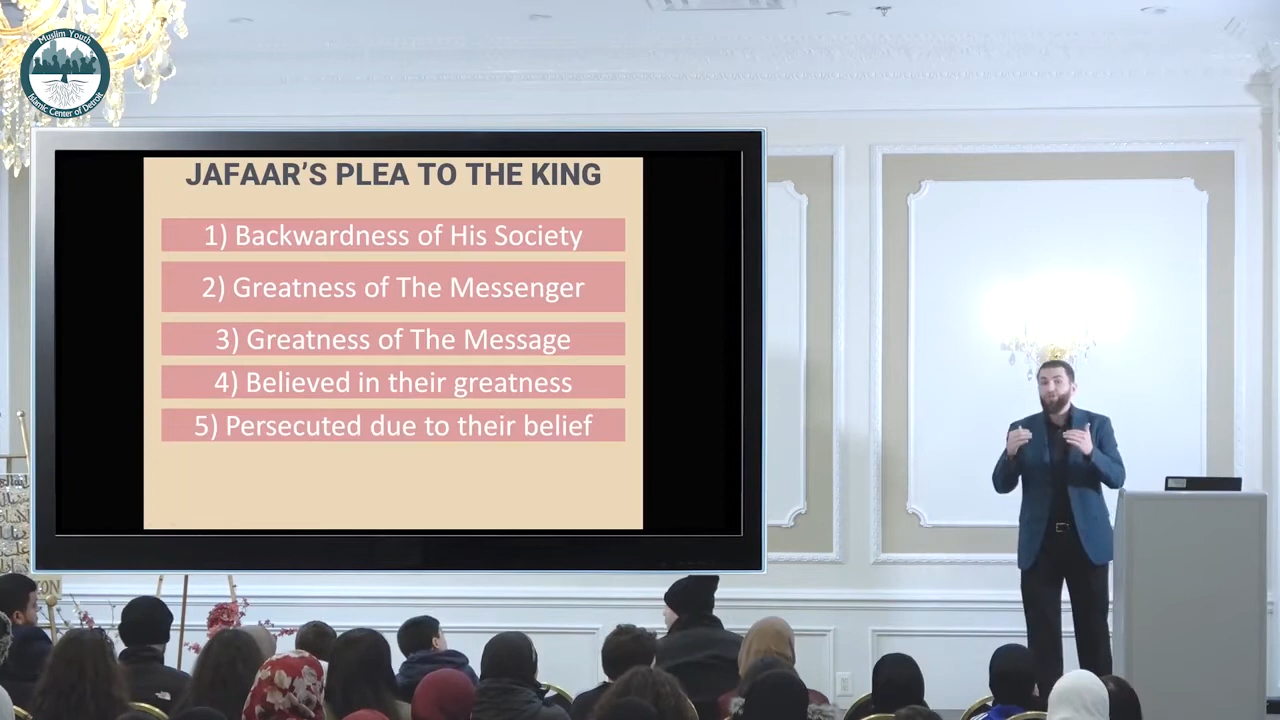 Muslim Youth
Islamic Center of Detroit
JAFAAR’S PLEA TO THE KING
1) Backwardness of His Society
2) Greatness of The Messenger
3) Greatness of The Message
4) Believed in their greatness
5) Persecuted due to their belief